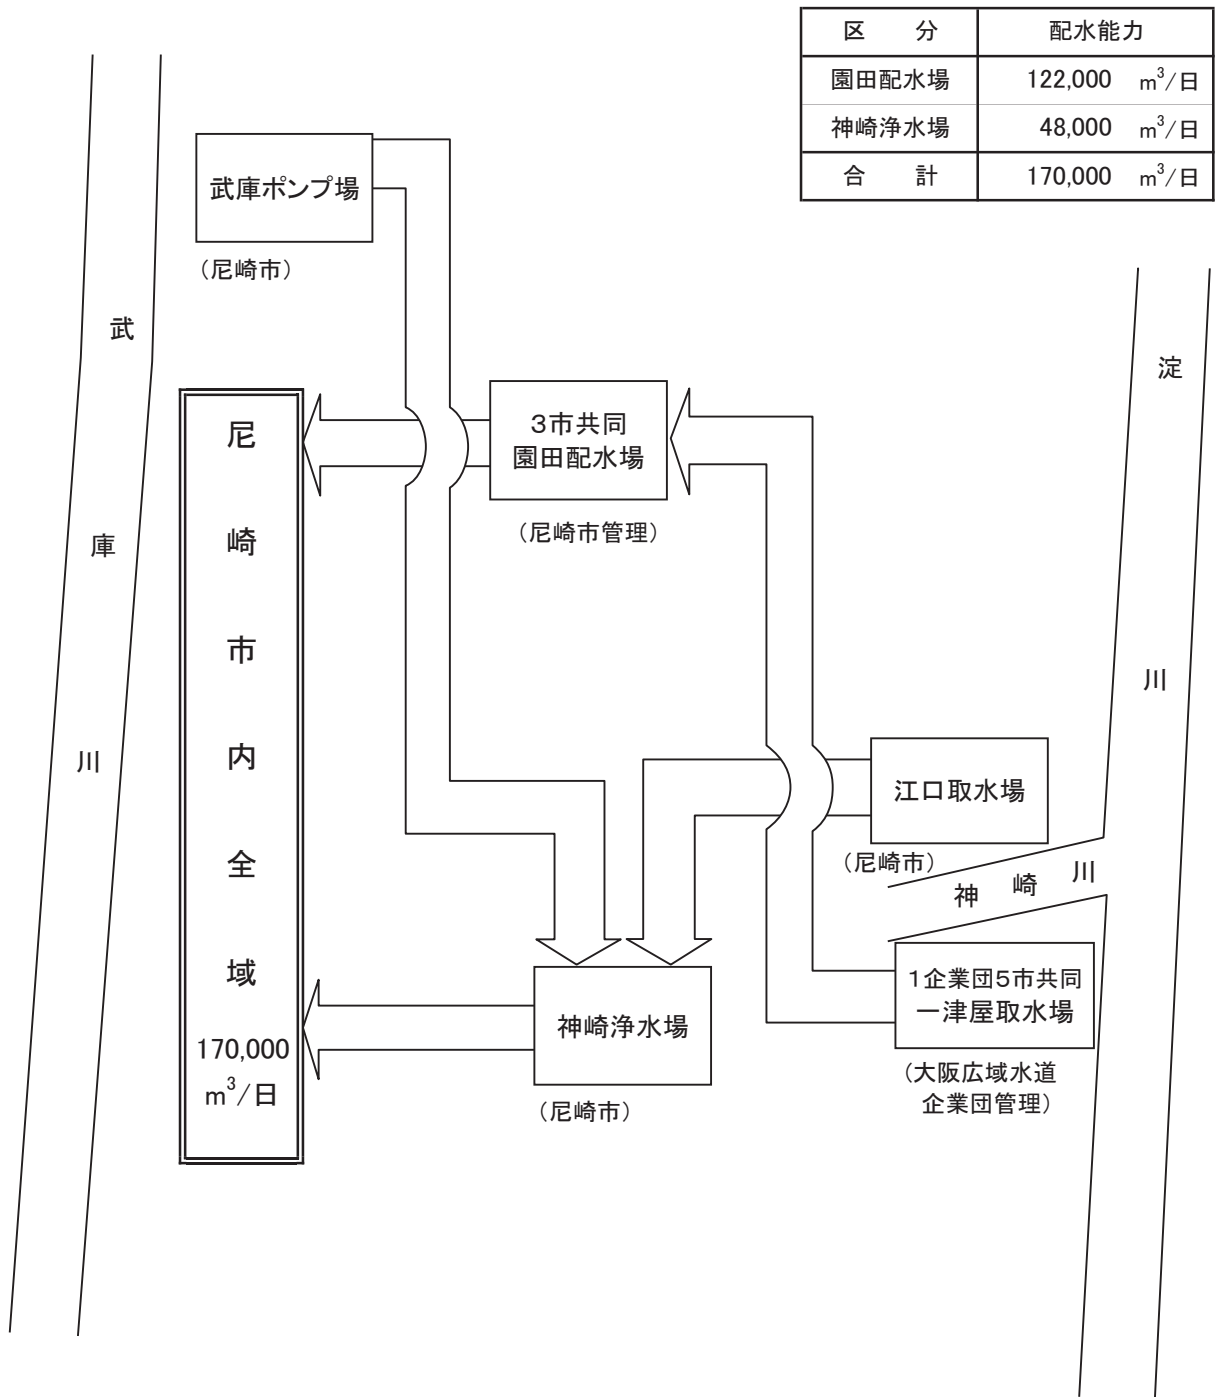 区　分　配水能力
園田配水場　122,000　m³/日
神崎浄水場　48,000　m³/日
合　計　170,000　m³/日
武庫ポンプ場
（尼崎市）
武庫川
淀川
尼崎市内全域
170,000
m³/日
3市共同
園田配水場
（尼崎市管理）
江口取水場
（尼崎市）
神崎川
1企業団5市共同
一津屋取水場
（大阪広域水道
企業団管理）
神崎浄水場
（尼崎市）